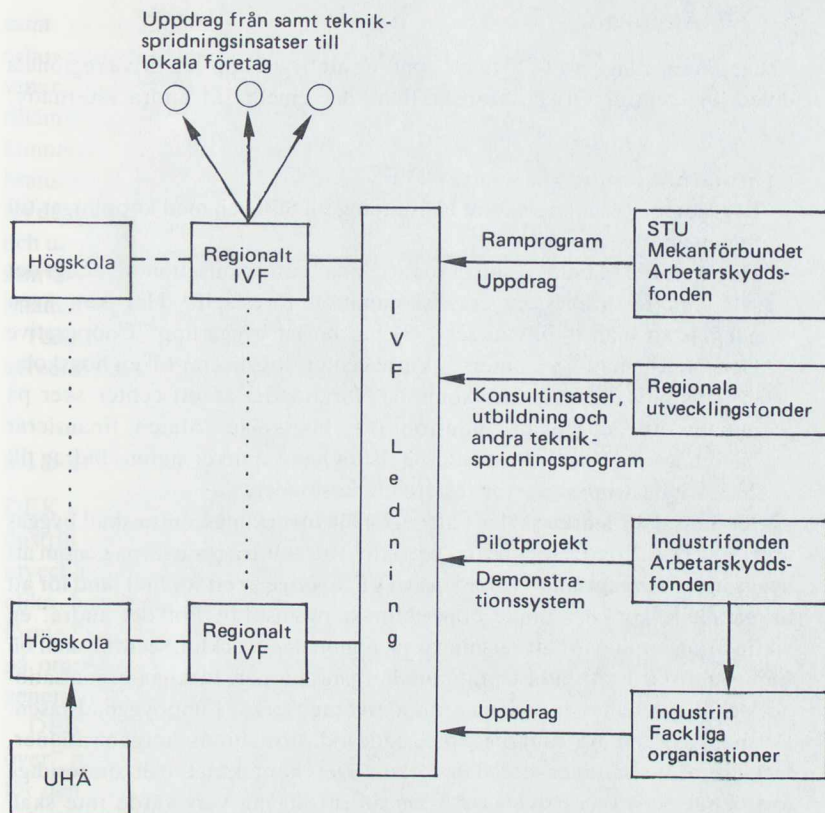 Uppdrag från samt teknik-
spridningsinsatser till
lokala företag
Högskola
Regionalt
IVF
IVF Ledning
Ramprogram
Uppdrag
STU
Mekanförbundet
Arbetarskydds-
fonden
Konsultinsatser,
utbildning och
andra teknik-
spridningsprogram
Regionala
utvecklingsfonder
Pilotprojekt
Demonstra-
tionssystem
Industrifonden
Arbetarskydds-
fonden
Högskola
Regionalt
IVF
Uppdrag
Industrin
Fackliga
organisationer
UHÄ